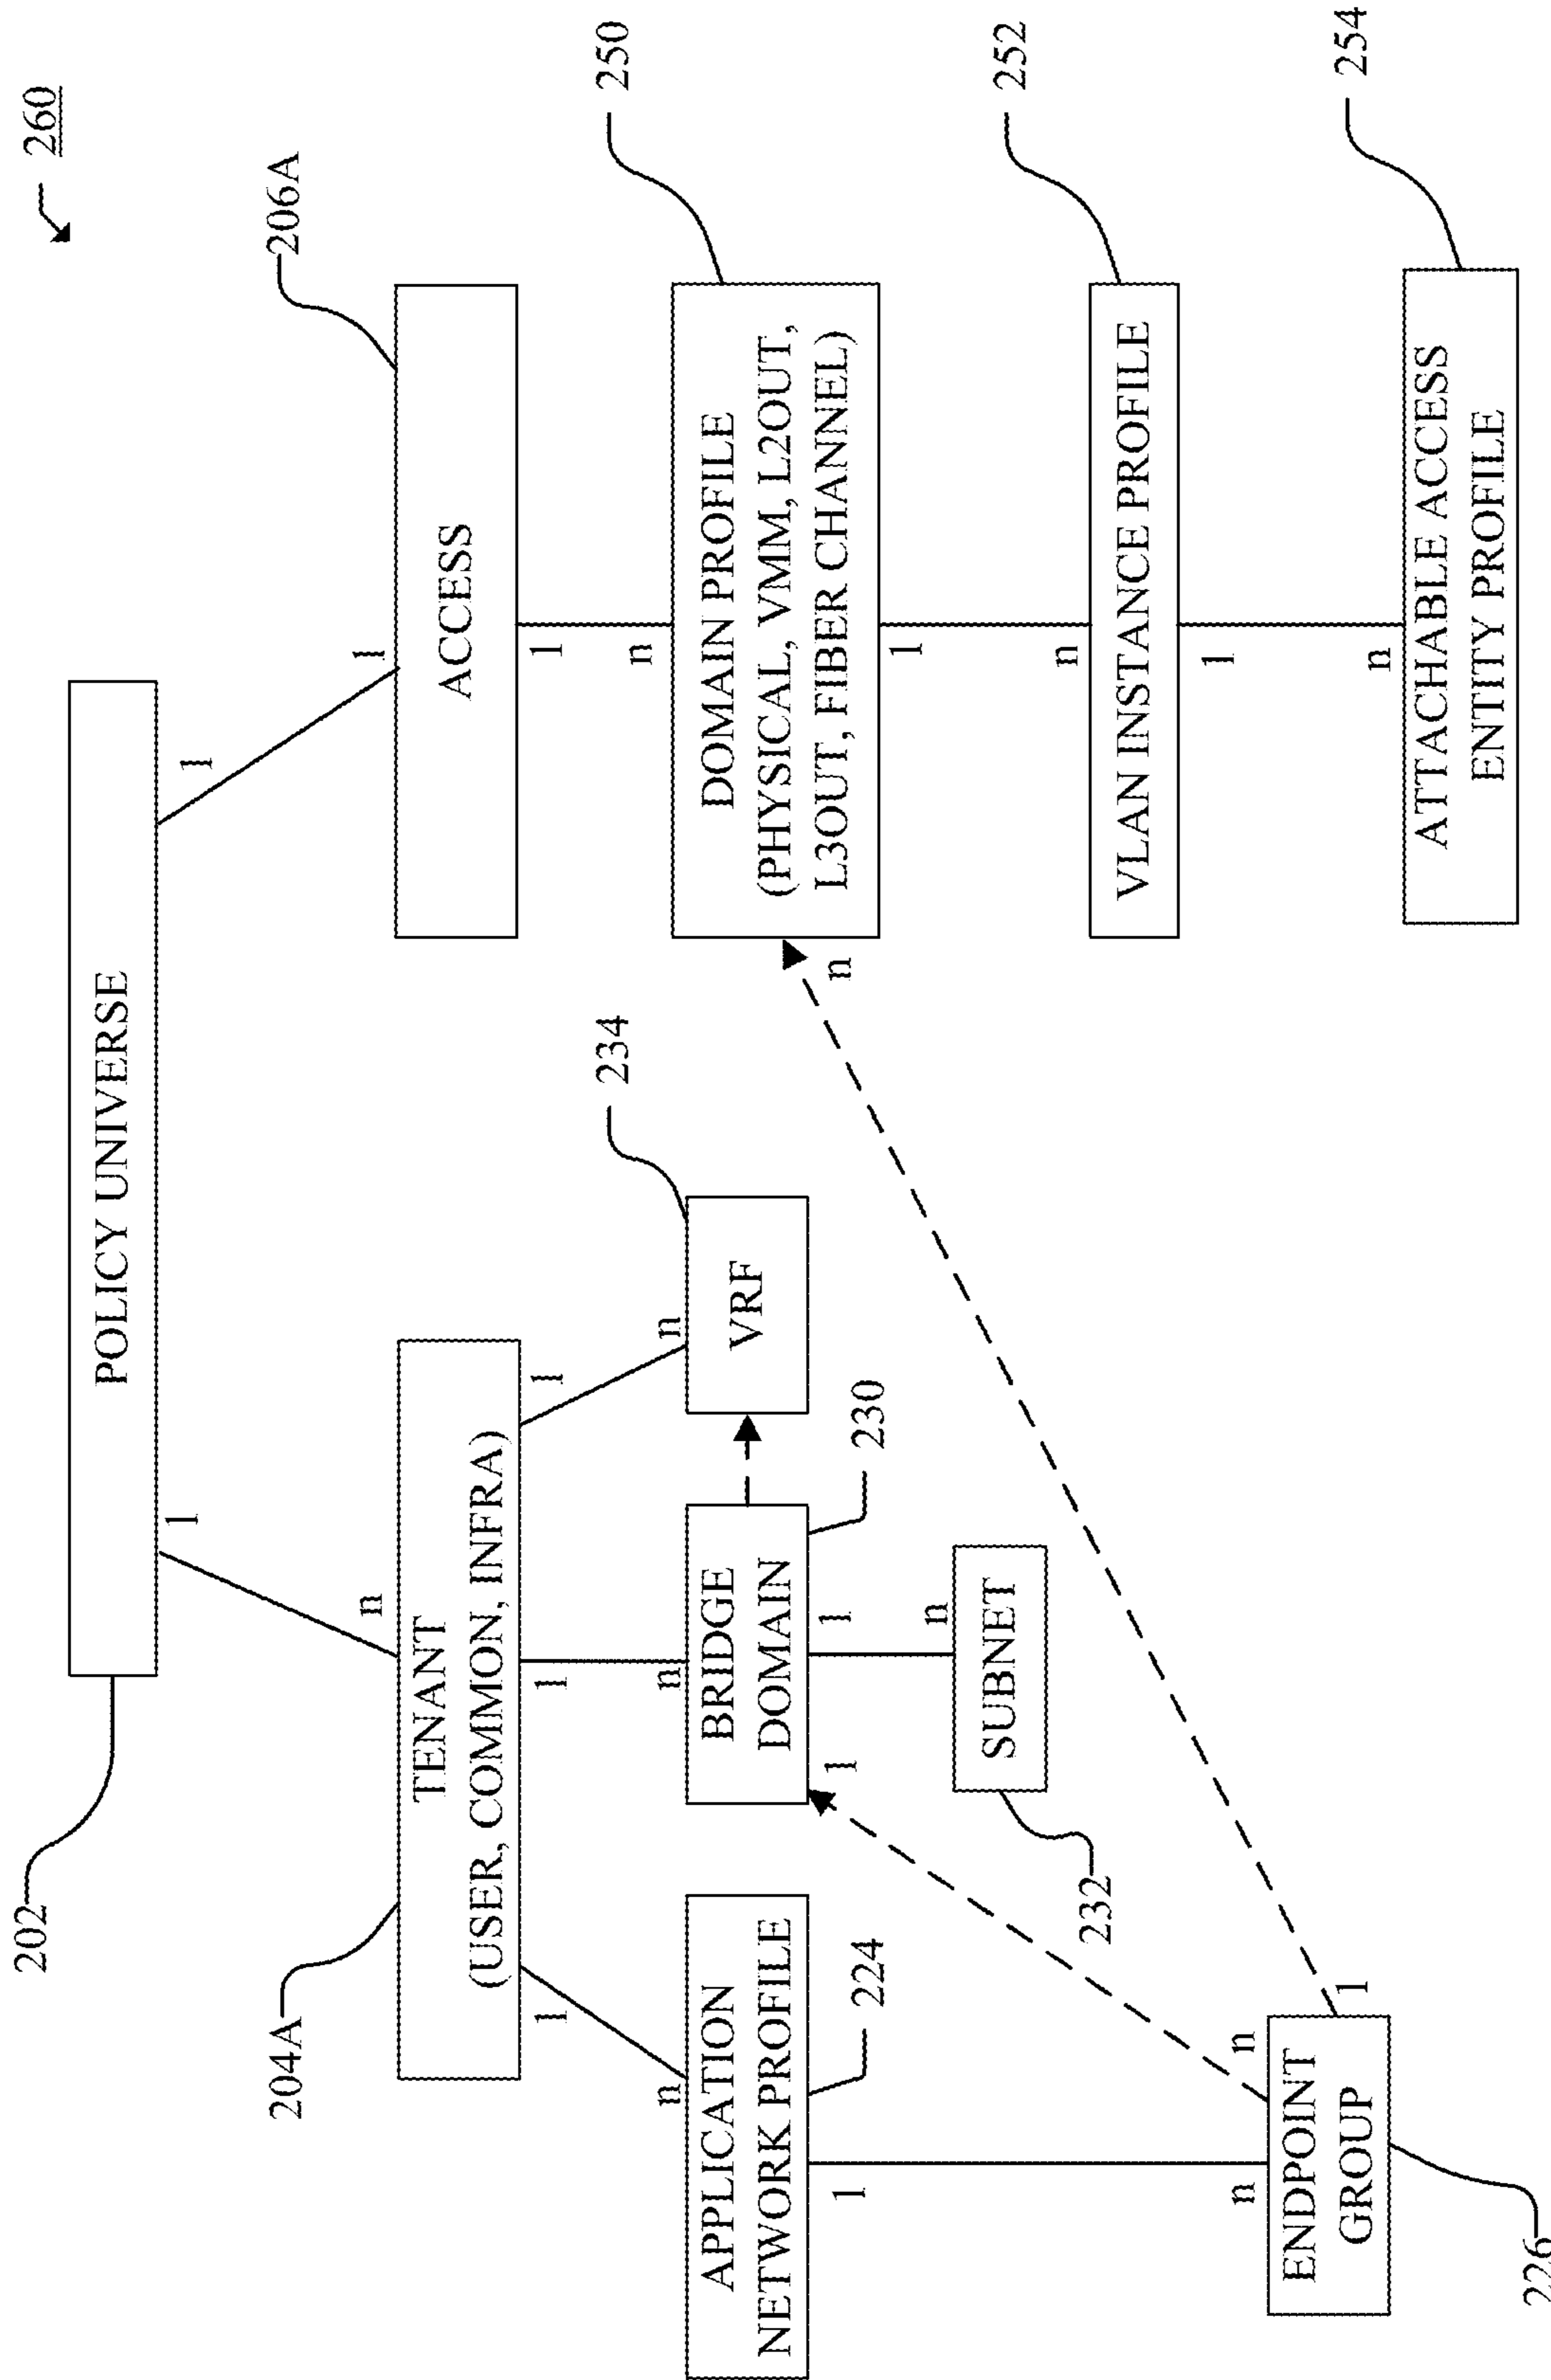 260
POLICY UNIVERSE
202
1
1
n
1
204A
TENANT
(USER, COMMON, INFRA)
206A
ACCESS
1
1
1
1
n
n
n
n
APPLICATION
NETWORK PROFILE
224
BRIDGE
DOMAIN
230
VRF
234
DOMAIN PROFILE
(PHYSICAL, VMM, L2OUT,
L3OUT, FIBER CHANNEL)
250
1
1
1
n
1
n
n
SUBNET
232
VLAN INSTANCE PROFILE
252
n
n
1
1
n
ENDPOINT
GROUP
226
ATTACHABLE ACCESS
ENTITY PROFILE
254